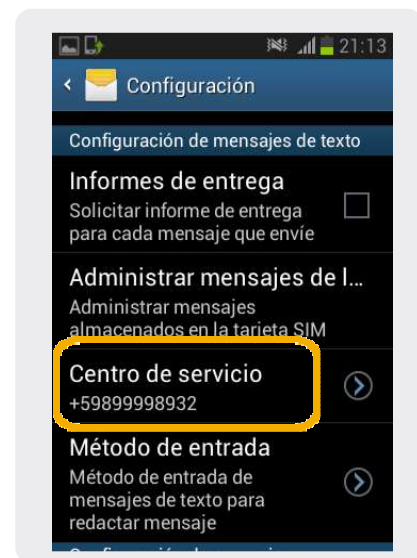 21:13
Configuración
Configuración de mensajes de texto
Informes de entrega
Solicitar informe de entrega
para cada mensaje que envíe
Administrar mensajes de l...
Administrar mensajes
almacenados en la tarjeta SIM
Centro de servicio
+59899998932
Método de entrada
Método de entrada de
mensajes de texto para
redactar mensaje